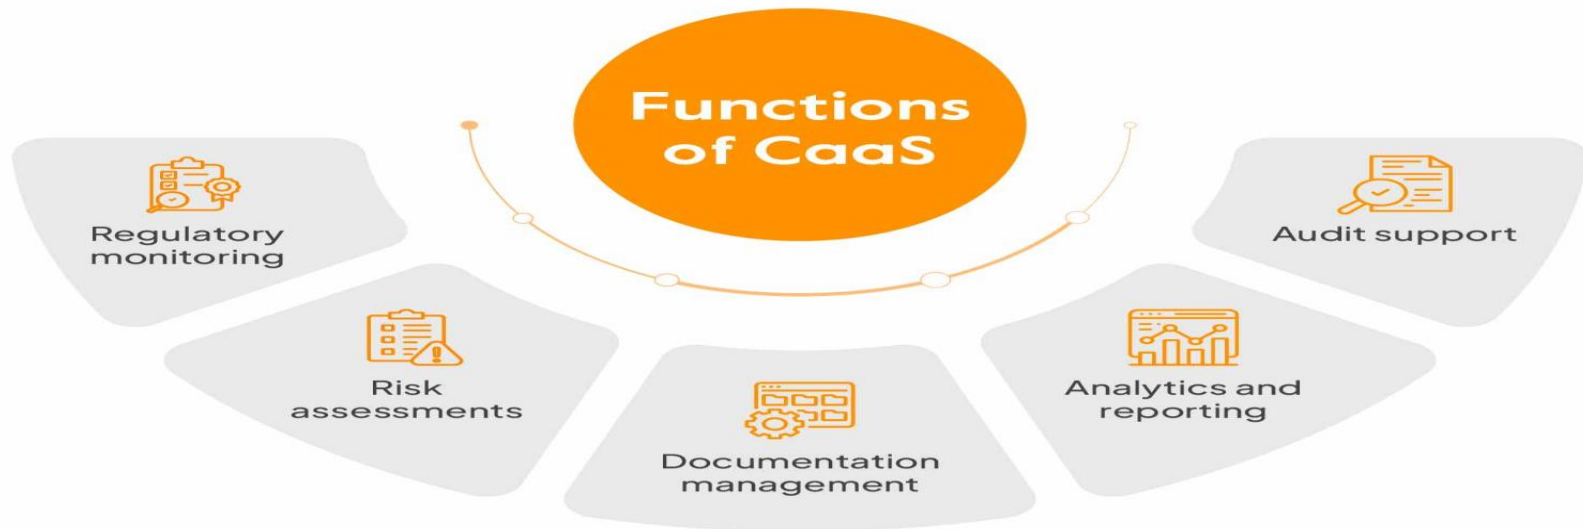 Functions
of CaaS
Regulatory
monitoring
Risk
assessments
Documentation
management
Analytics and
reporting
Audit support